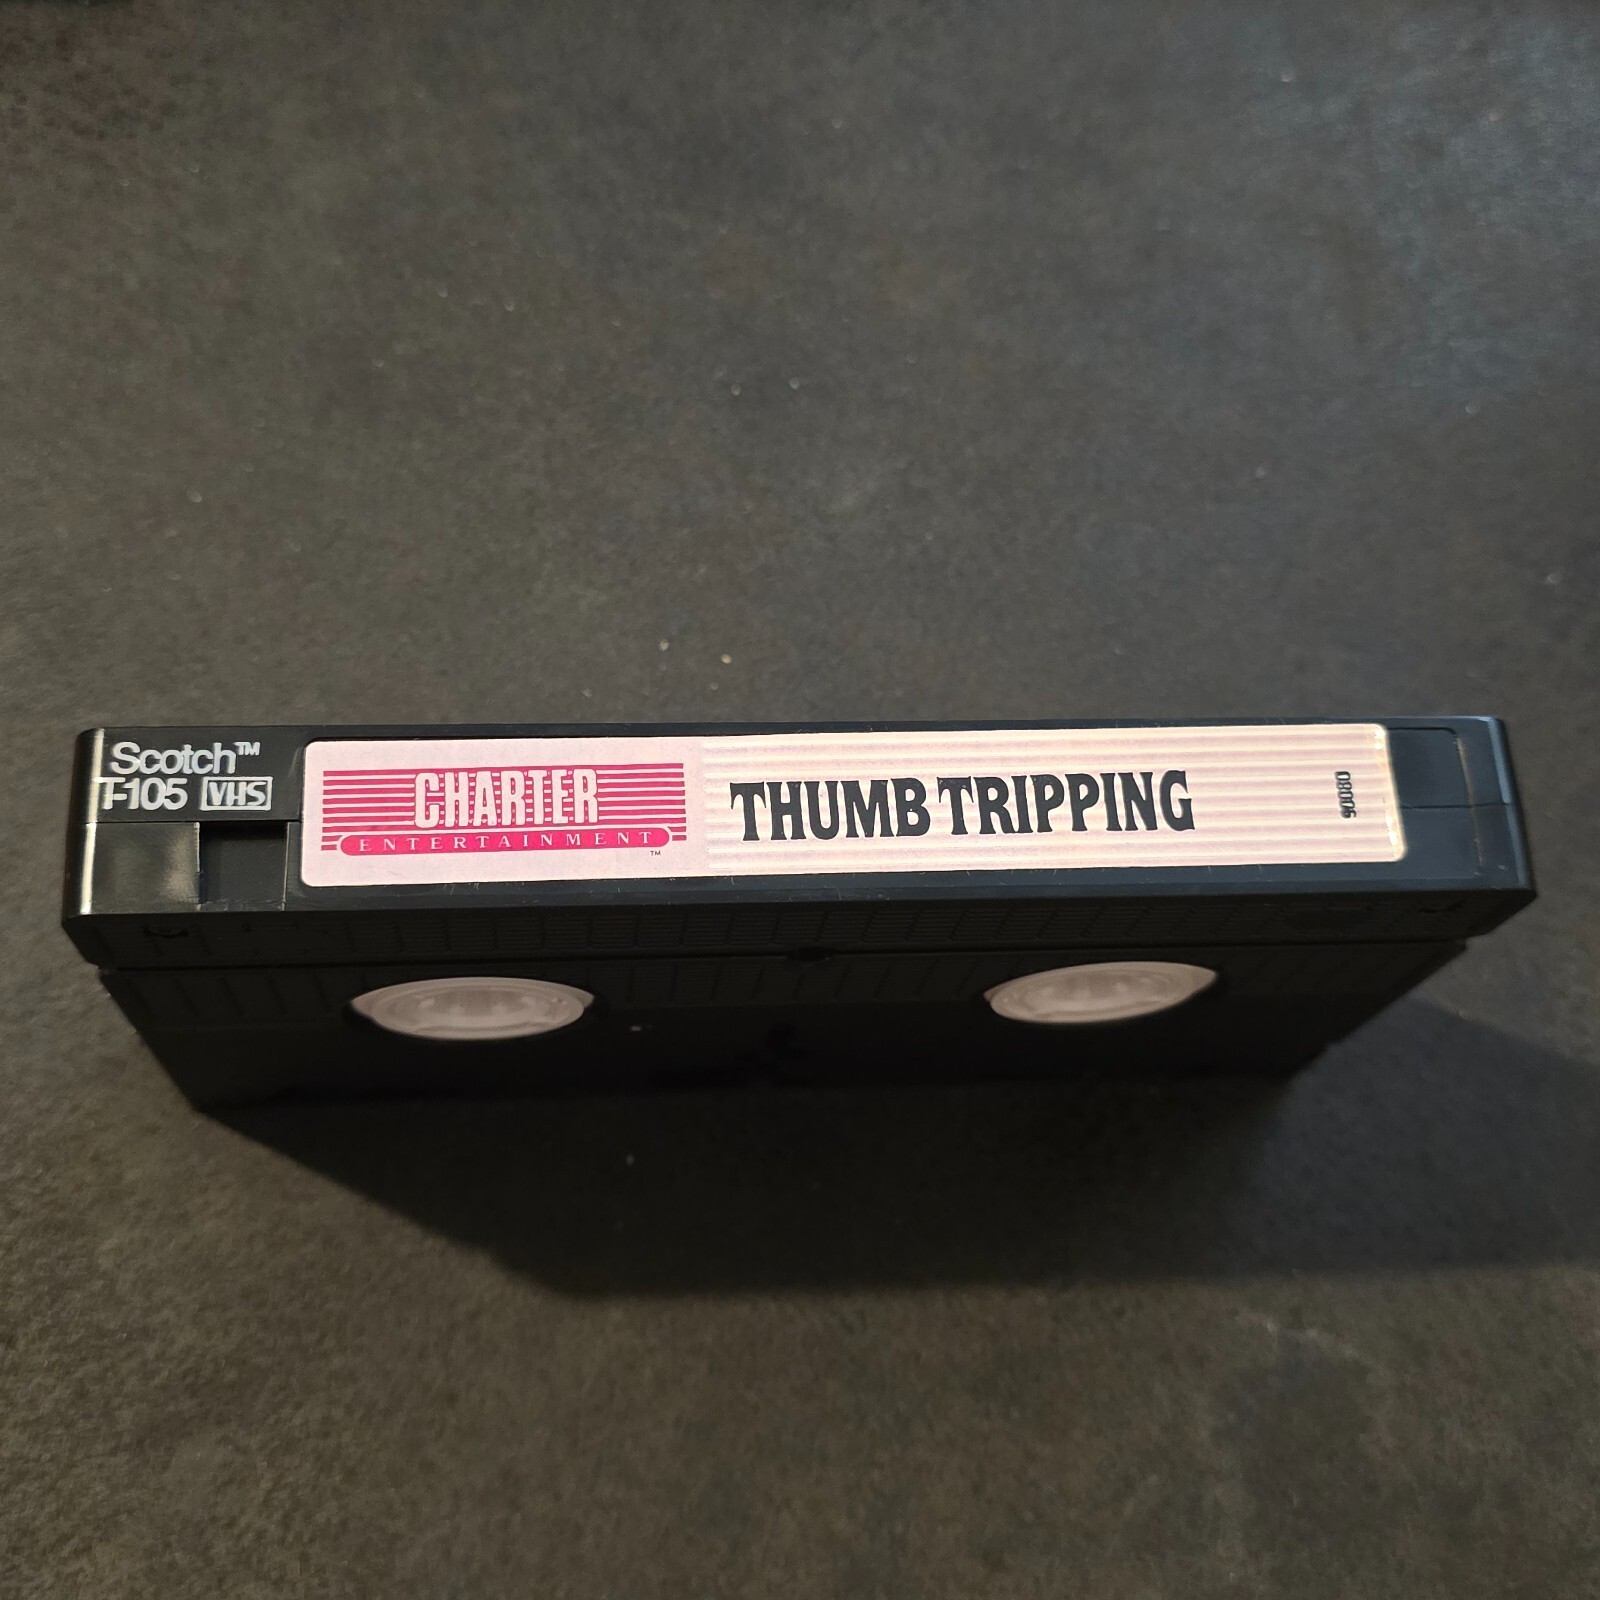 Scotch™
T-105 VHS
CHARTER
ENTERTAINMENT
™
THUMB TRIPPING
90080